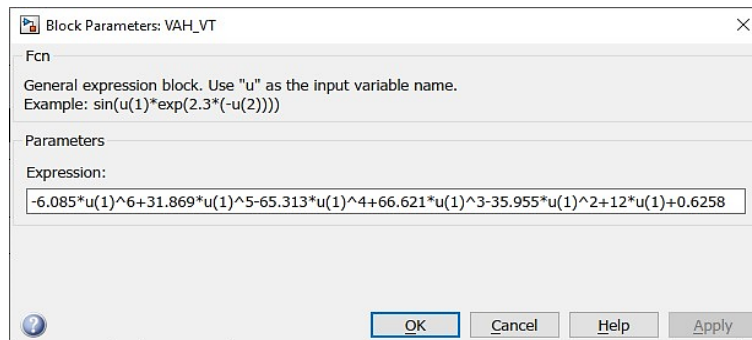 Block Parameters: VAH_VT
Fcn
General expression block. Use "u" as the input variable name.
Example: sin(u(1)*exp(2.3*(-u(2))))
Parameters
Expression:
-6.085*u(1)^6+31.869*u(1)^5-65.313*u(1)^4+66.621*u(1)^3-35.955*u(1)^2+12*u(1)+0.6258
OK Cancel Help Apply